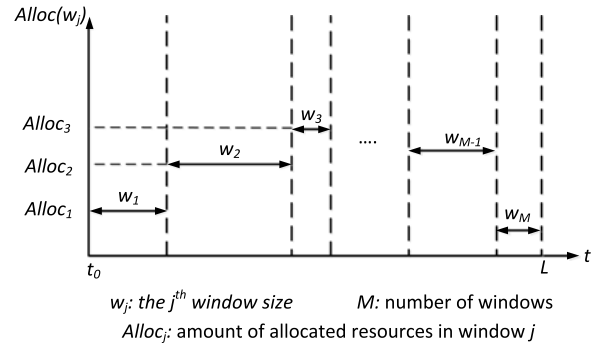 Alloc(wj)
w3
Alloc3
....
wM-1
w2
Alloc2
w1
Alloc1
wM
t0
L
t
wj: the jth window size M: number of windows
Allocj: amount of allocated resources in window j